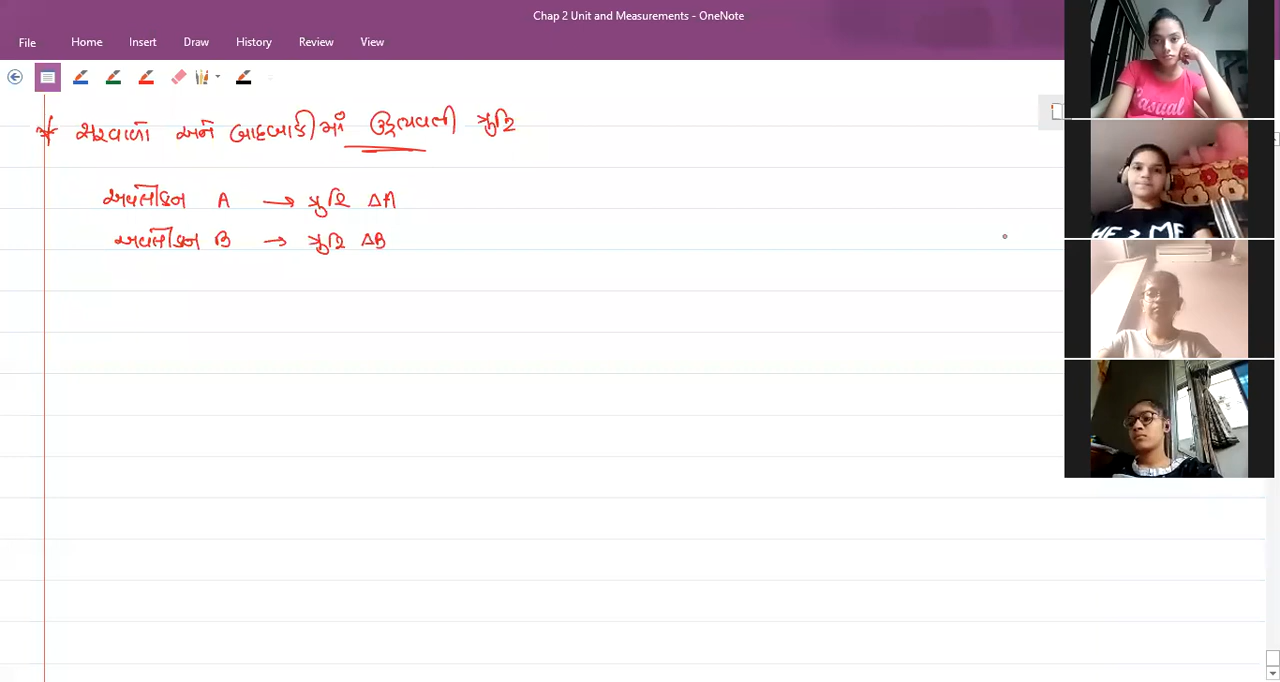 Chap 2 Unit and Measurements - OneNote
File Home Insert Draw History Review View
* સરવાળા અને બાદબાકી માં ઉદ્ભવતી ત્રુટિ
અવલોકન A → ત્રુટિ ΔA
અવલોકન B → ત્રુટિ ΔB
Casual